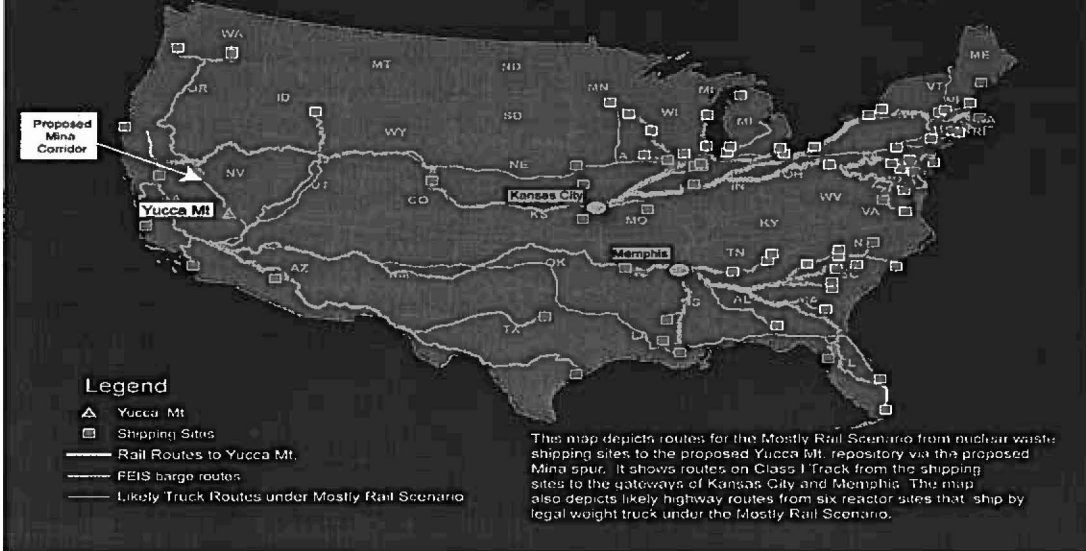 WA
MT
ND
ME
OR
ID
MN
VT
SD
WI
MI
MI
Proposed
Mina
Corridor
WY
NE
NV
UT
CO
IN
OH
Kansas City
KS
MO
WV
KY
VA
Yucca Mt
Memphis
TN
AZ
OK
AL
TX
Legend
Yucca Mt
Shipping Sites
Rail Routes to Yucca Mt.
FEIS barge routes
Likely Truck Routes under Mostly Rail Scenario
This map depicts routes for the Mostly Rail Scenario from nuclear waste
shipping sites to the proposed Yucca Mt. repository via the proposed
Mina spur. It shows routes on Class I Track from the shipping
sites to the gateways of Kansas City and Memphis. The map
also depicts likely highway routes from six reactor sites that ship by
legal weight truck under the Mostly Rail Scenario.